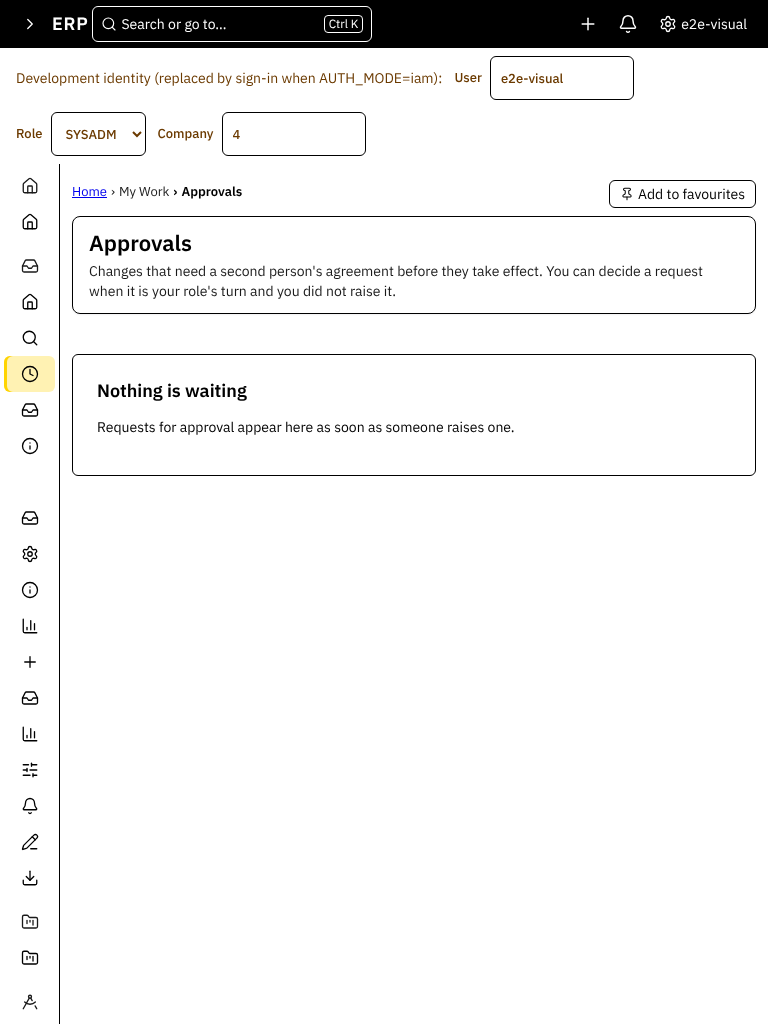 ERP
Search or go to...
Ctrl K
e2e-visual
Development identity (replaced by sign-in when AUTH_MODE=iam):
User
e2e-visual
Role
SYSADM
Company
4
Home › My Work › Approvals
Add to favourites
Approvals
Changes that need a second person's agreement before they take effect. You can decide a request
when it is your role's turn and you did not raise it.
Nothing is waiting
Requests for approval appear here as soon as someone raises one.